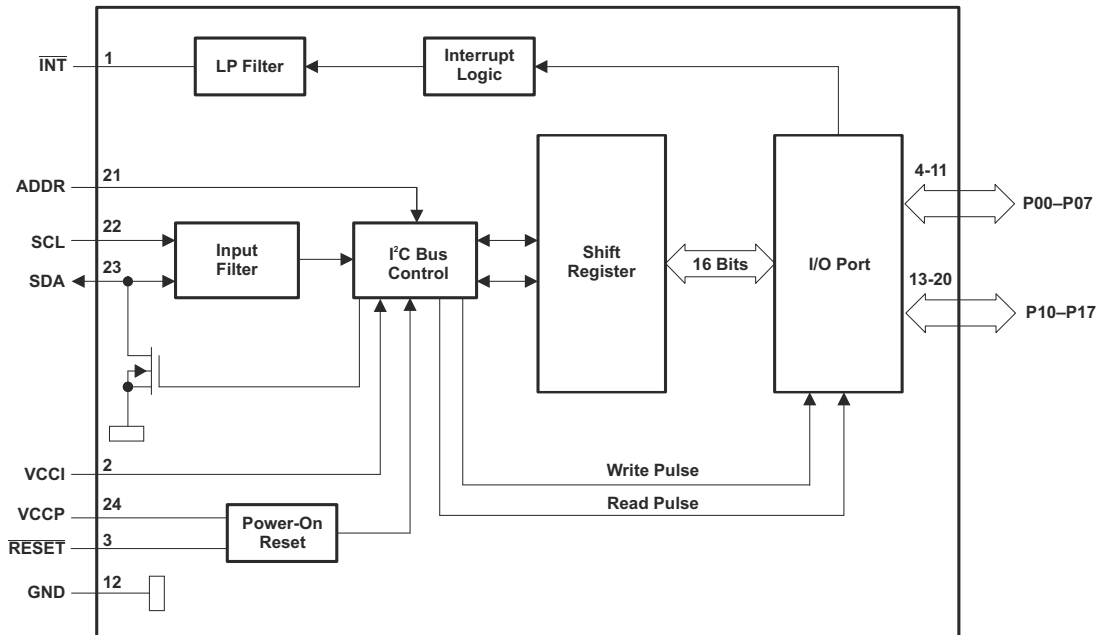 INT
1
LP Filter
Interrupt
Logic
ADDR
21
4-11
P00–P07
SCL
22
Input
Filter
I²C Bus
Control
Shift
Register
16 Bits
I/O Port
SDA
23
13-20
P10–P17
VCCI
2
Write Pulse
VCCP
24
Read Pulse
Power-On
Reset
RESET
3
GND
12